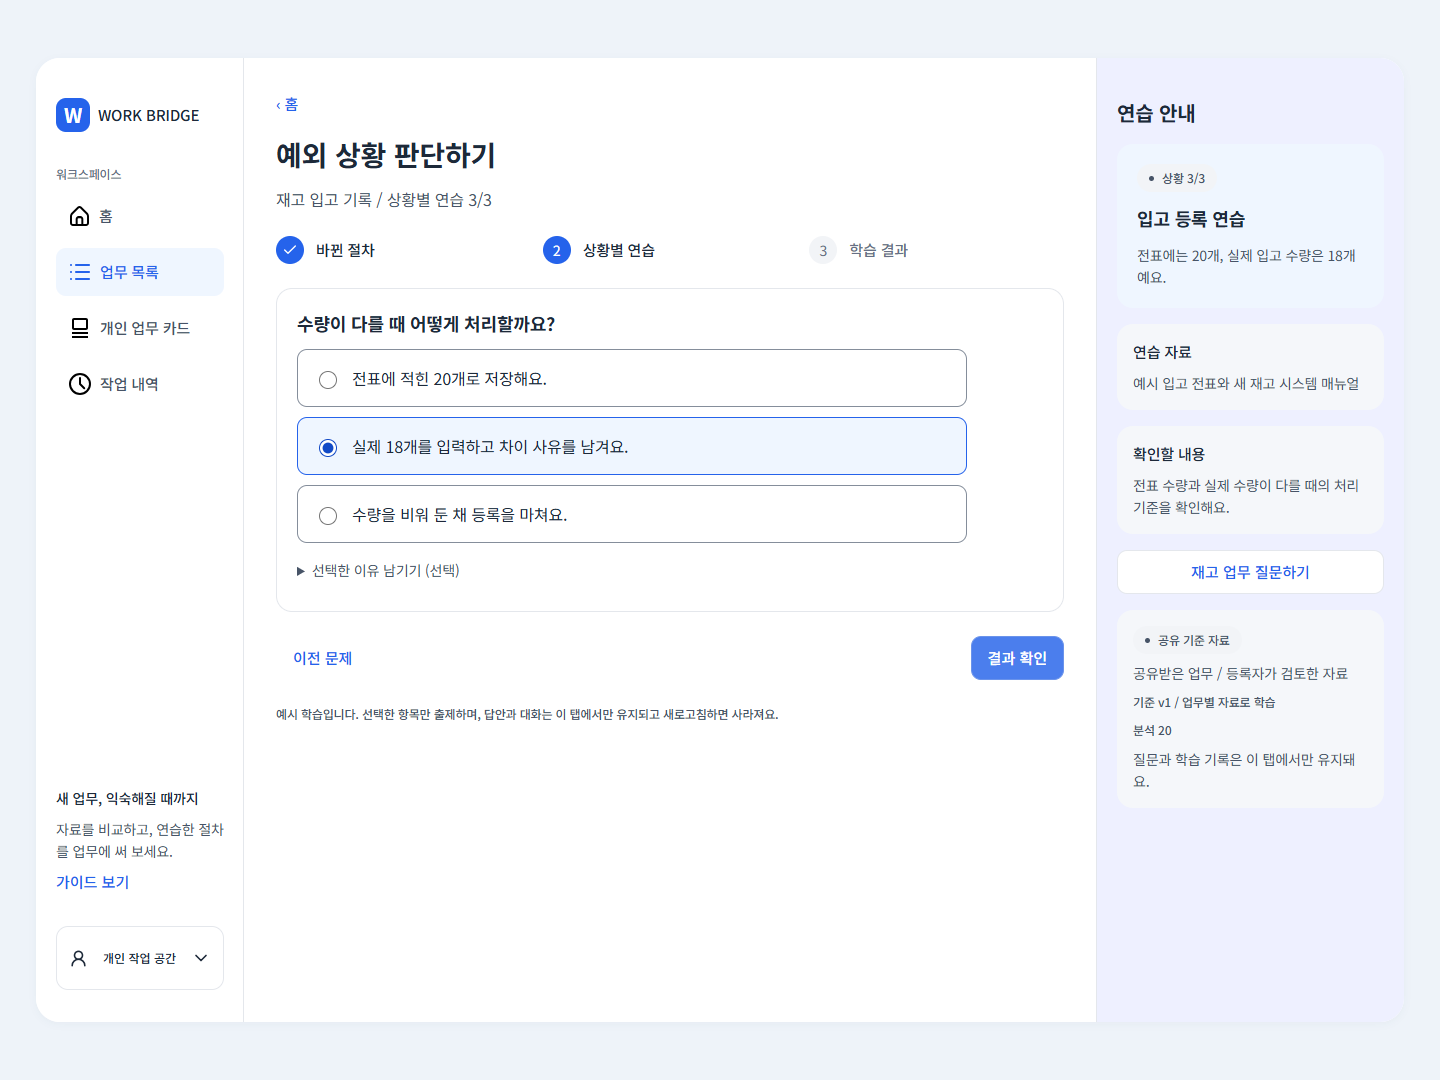 W WORK BRIDGE
워크스페이스
홈
업무 목록
개인 업무 카드
작업 내역
새 업무, 익숙해질 때까지
자료를 비교하고, 연습한 절차
를 업무에 써 보세요.
가이드 보기
개인 작업 공간
‹ 홈
예외 상황 판단하기
재고 입고 기록 / 상황별 연습 3/3
바뀐 절차
2 상황별 연습
3 학습 결과
수량이 다를 때 어떻게 처리할까요?
전표에 적힌 20개로 저장해요.
실제 18개를 입력하고 차이 사유를 남겨요.
수량을 비워 둔 채 등록을 마쳐요.
▶ 선택한 이유 남기기 (선택)
이전 문제
결과 확인
예시 학습입니다. 선택한 항목만 출제하며, 답안과 대화는 이 탭에서만 유지되고 새로고침하면 사라져요.
연습 안내
• 상황 3/3
입고 등록 연습
전표에는 20개, 실제 입고 수량은 18개
예요.
연습 자료
예시 입고 전표와 새 재고 시스템 매뉴얼
확인할 내용
전표 수량과 실제 수량이 다를 때의 처리
기준을 확인해요.
재고 업무 질문하기
• 공유 기준 자료
공유받은 업무 / 등록자가 검토한 자료
기준 v1 / 업무별 자료로 학습
분석 20
질문과 학습 기록은 이 탭에서만 유지돼
요.